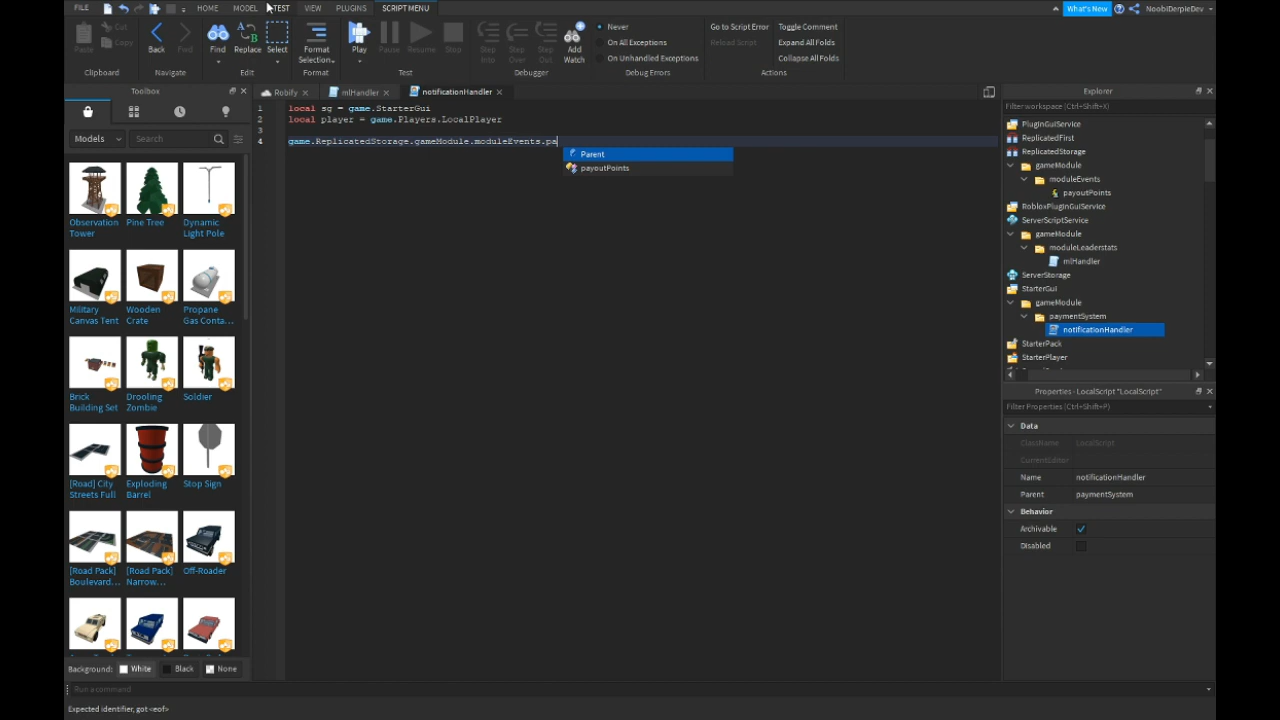 FILE HOME MODEL TEST VIEW PLUGINS SCRIPT MENU What's New NoobiDerpieDev
Paste Cut Copy
Clipboard
Back Find
Navigate
Find Replace Select
Edit
Format Selection
Format
Play Pause Resume Stop
Test
Step Into Step Over Step Out Add Watch
Debugger
Never
On All Exceptions
On Unhandled Exceptions
Debug Errors
Go to Script Error Toggle Comment
Reload Script Expand All Folds
Collapse All Folds
Actions
Toolbox
Models Search
Observation Tower
Pine Tree
Dynamic Light Pole
Military Canvas Tent
Wooden Crate
Propane Gas Conta...
Brick Building Set
Drooling Zombie
Soldier
[Road] City Streets Full
Exploding Barrel
Stop Sign
[Road Pack] Boulevard...
[Road Pack] Narrow...
Off-Roader
Background: White Black None
Robify × mlHandler × notificationHandler ×
1 local sg = game.StarterGui
2 local player = game.Players.LocalPlayer
3
4 game.ReplicatedStorage.gameModule.moduleEvents.pa
Parent
payoutPoints
Explorer
Filter workspace (Ctrl+Shift+X)
PluginGuiService
ReplicatedFirst
ReplicatedStorage
gameModule
moduleEvents
payoutPoints
RobloxPluginGuiService
ServerScriptService
gameModule
moduleLeaderstats
mlHandler
ServerStorage
StarterGui
gameModule
paymentSystem
notificationHandler
StarterPack
StarterPlayer
Properties - LocalScript "LocalScript"
Filter Properties (Ctrl+Shift+P)
Data
ClassName LocalScript
CurrentEditor
Name notificationHandler
Parent paymentSystem
Behavior
Archivable
Disabled
Run a command
Expected identifier, got <eof>